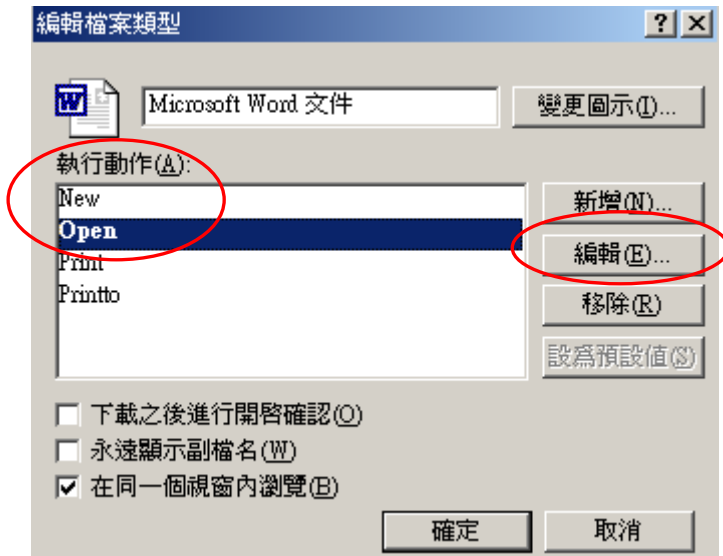 編輯檔案類型
Microsoft Word 文件
變更圖示(I)...
執行動作(A):
New
Open
Print
Printto
新增(N)...
編輯(E)...
移除(R)
設為預設值(S)
下載之後進行開啟確認(O)
永遠顯示副檔名(W)
在同一個視窗內瀏覽(B)
確定
取消